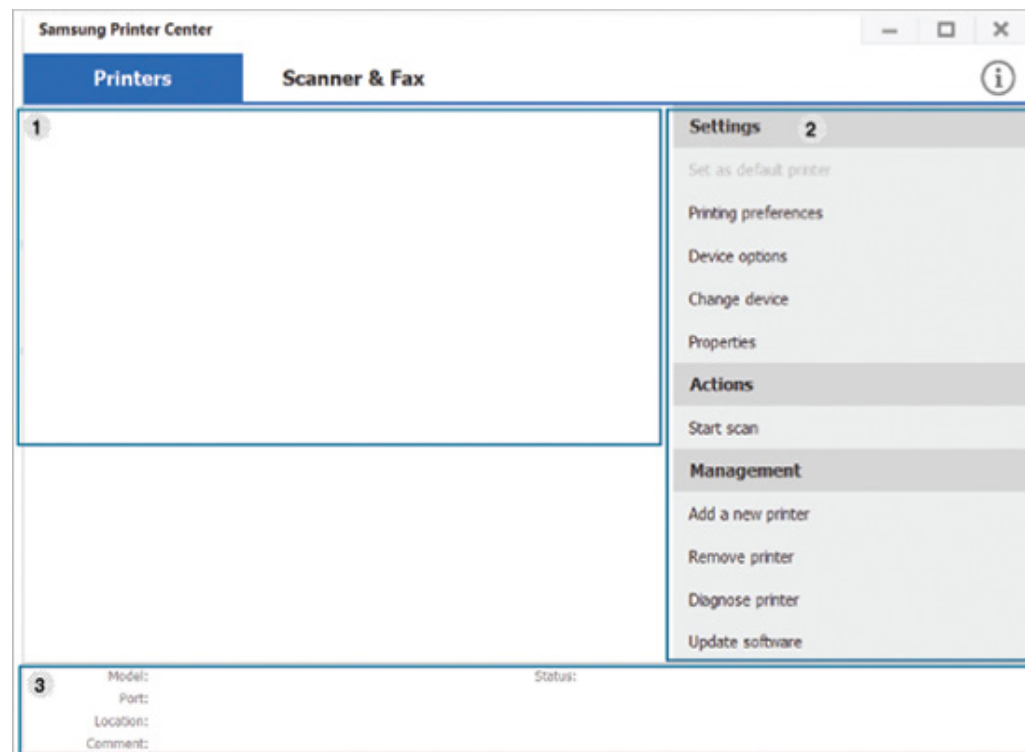 Samsung Printer Center
Printers
Scanner & Fax
i
1
Settings 2
Set as default printer
Printing preferences
Device options
Change device
Properties
Actions
Start scan
Management
Add a new printer
Remove printer
Diagnose printer
Update software
3
Model: Status:
Port:
Location:
Comment: